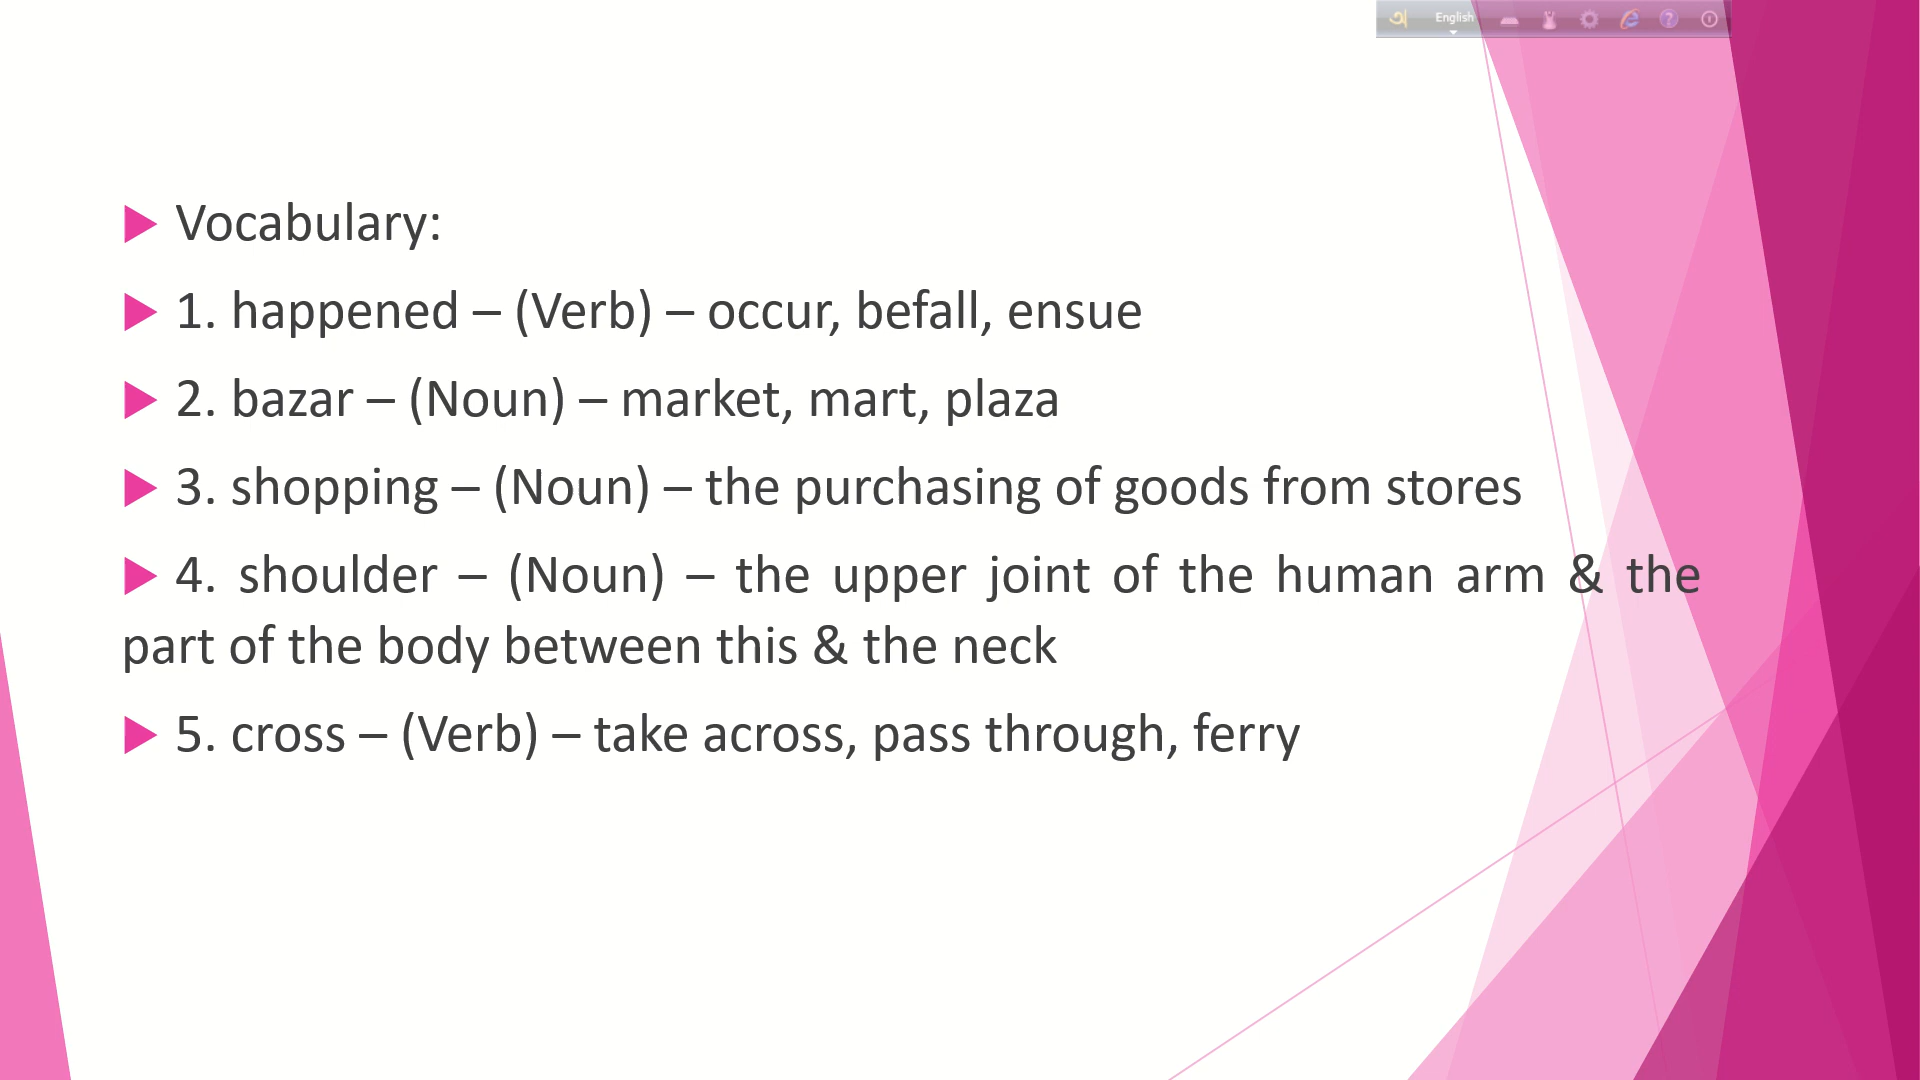 English
Vocabulary:
1. happened – (Verb) – occur, befall, ensue
2. bazar – (Noun) – market, mart, plaza
3. shopping – (Noun) – the purchasing of goods from stores
4. shoulder – (Noun) – the upper joint of the human arm & the
part of the body between this & the neck
5. cross – (Verb) – take across, pass through, ferry